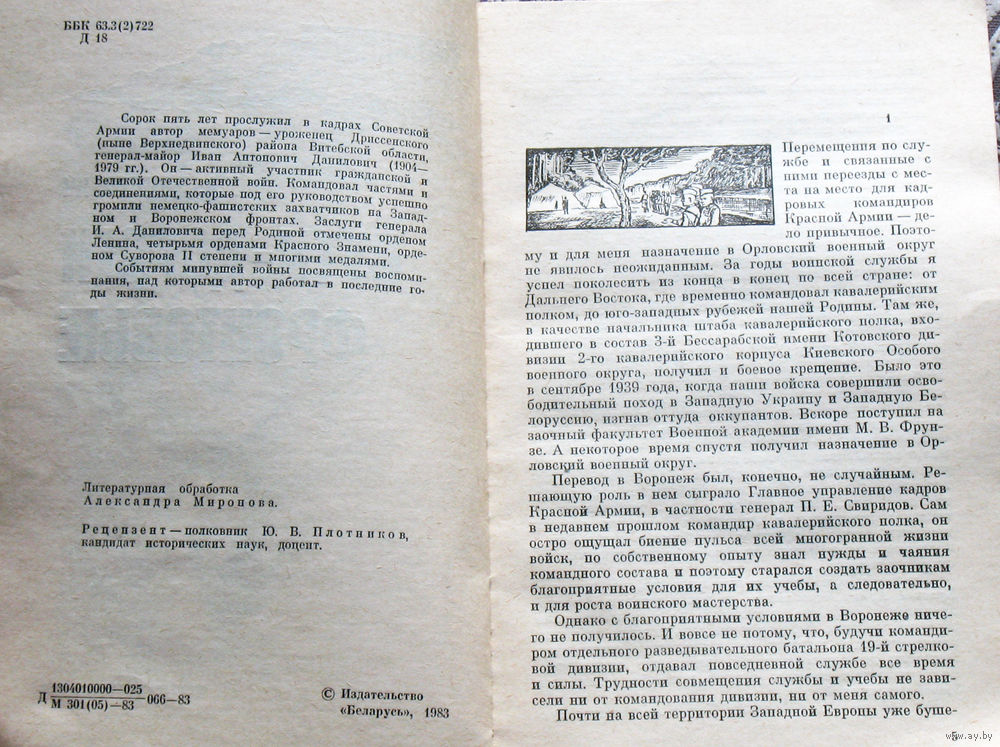 ББК 63.3(2)722
Д 18
Сорок пять лет прослужил в кадрах Советской
Армии автор мемуаров — уроженец Дриссенского
(ныне Верхнедвинского) района Витебской области,
генерал-майор Иван Антонович Данилович (1904—
1979 гг.). Он — активный участник гражданской и
Великой Отечественной войн. Командовал частями и
соединениями, которые под его руководством успешно
громили немецко-фашистских захватчиков на Запад-
ном и Воронежском фронтах. Заслуги генерала
И. А. Даниловича перед Родиной отмечены орденом
Ленина, четырьмя орденами Красного Знамени, орде-
ном Суворова II степени и многими медалями.
Событиям минувшей войны посвящены воспоми-
нания, над которыми автор работал в последние го-
ды жизни.
Литературная обработка
Александра Миронова.
Рецензент — полковник Ю. В. Плотников,
кандидат исторических наук, доцент.
Д 1304010000—025
М 301(05)—83 066—83
© Издательство
«Беларусь», 1983
1
Перемещения по слу-
жбе и связанные с
ними переезды с мес-
та на место для кад-
ровых командиров
Красной Армии — де-
ло привычное. Поэто-
му и для меня назначение в Орловский военный округ
не явилось неожиданным. За годы воинской службы я
успел поколесить из конца в конец по всей стране: от
Дальнего Востока, где временно командовал кавалерийским
полком, до юго-западных рубежей нашей Родины. Там же,
в качестве начальника штаба кавалерийского полка, вхо-
дившего в состав 3-й Бессарабской имени Котовского ди-
визии 2-го кавалерийского корпуса Киевского Особого
военного округа, получил и боевое крещение. Было это
в сентябре 1939 года, когда наши войска совершили осво-
бодительный поход в Западную Украину и Западную Бе-
лоруссию, изгнав оттуда оккупантов. Вскоре поступил на
заочный факультет Военной академии имени М. В. Фрун-
зе. А некоторое время спустя получил назначение в Ор-
ловский военный округ.
Перевод в Воронеж был, конечно, не случайным. Ре-
шающую роль в нем сыграло Главное управление кадров
Красной Армии, в частности генерал П. Е. Свиридов. Сам
в недавнем прошлом командир кавалерийского полка, он
остро ощущал биение пульса всей многогранной жизни
войск, по собственному опыту знал нужды и чаяния
командного состава и поэтому старался создать заочникам
благоприятные условия для их учебы, а следовательно,
и для роста воинского мастерства.
Однако с благоприятными условиями в Воронеже ниче-
го не получилось. И вовсе не потому, что, будучи команди-
ром отдельного разведывательного батальона 19-й стрелко-
вой дивизии, отдавал повседневной службе все время
и силы. Трудности совмещения службы и учебы не зави-
сели ни от командования дивизии, ни от меня самого.
Почти на всей территории Западной Европы уже буше-
www.ay.by